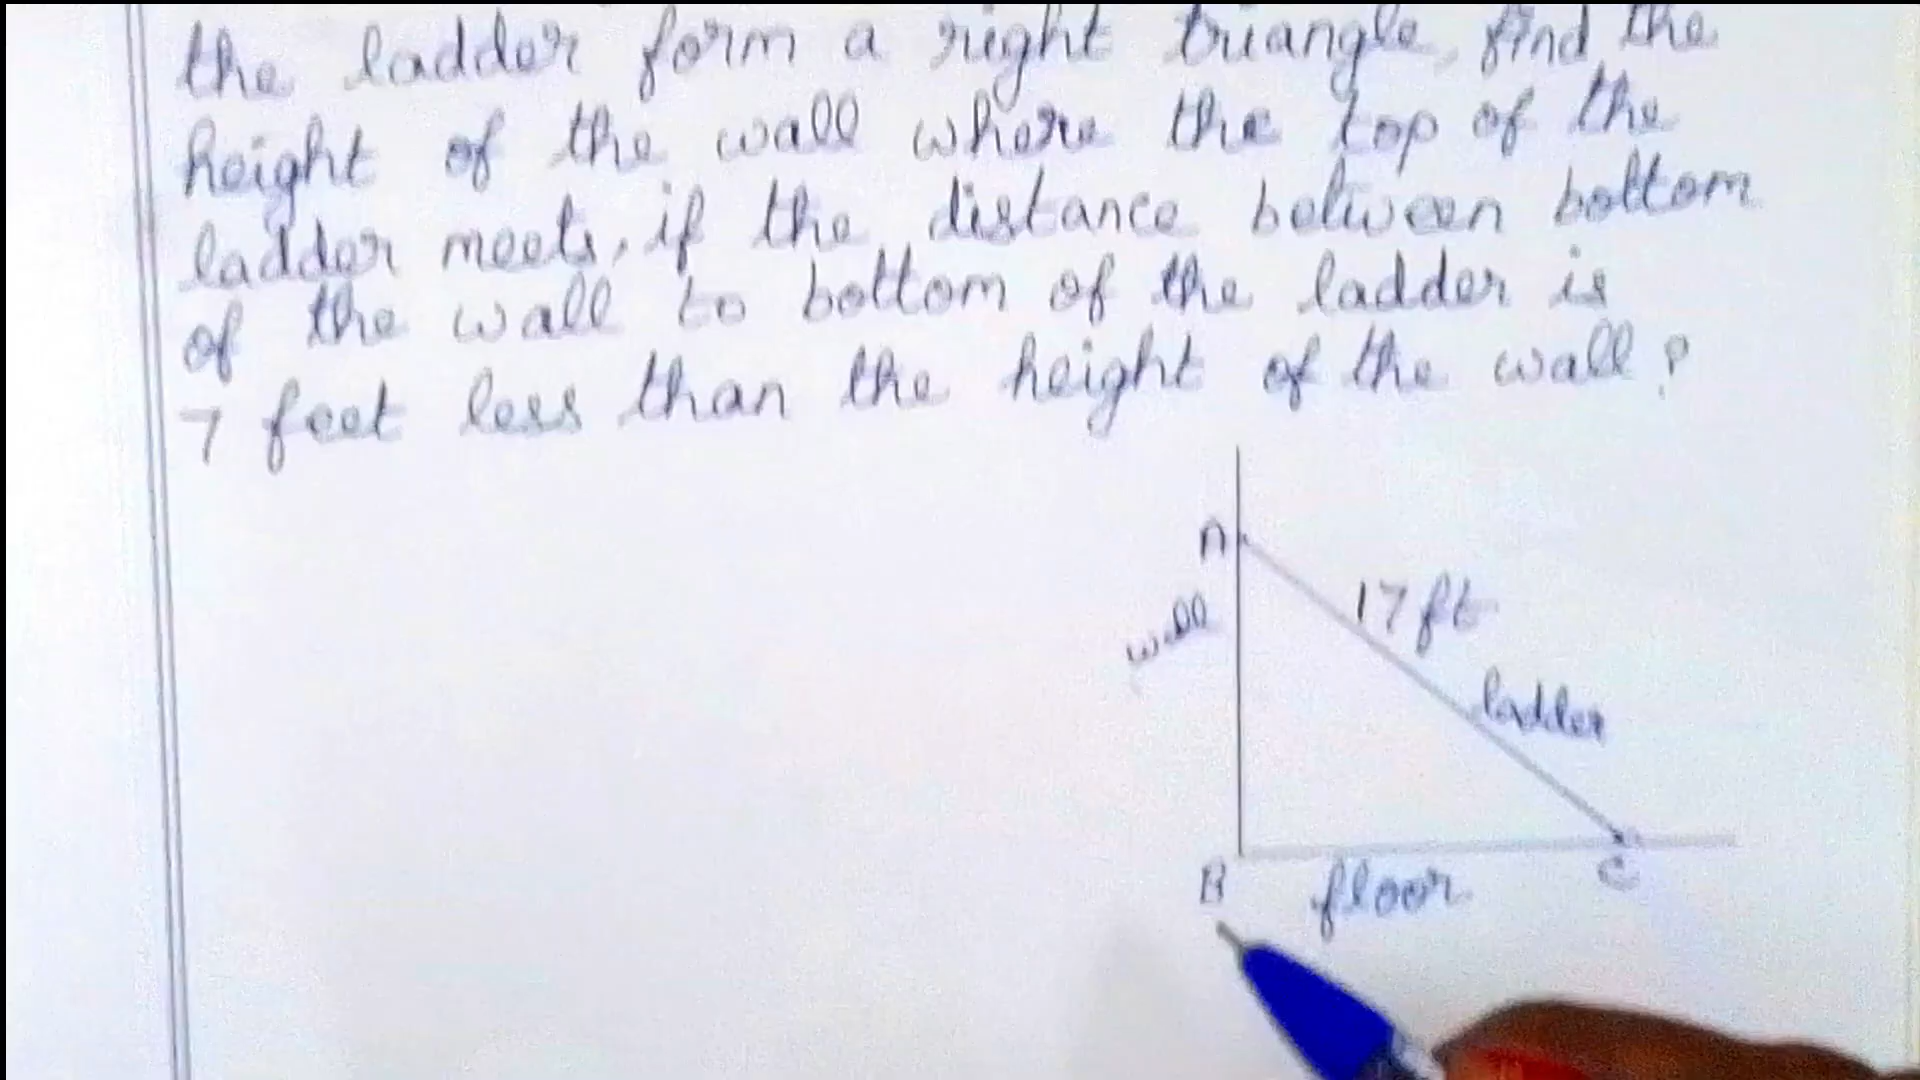 the ladder form a right triangle, find the
height of the wall where the top of the
ladder meets, if the distance between bottom
of the wall to bottom of the ladder is
7 feet less than the height of the wall?
A
17 ft
wall
ladder
B
floor
C